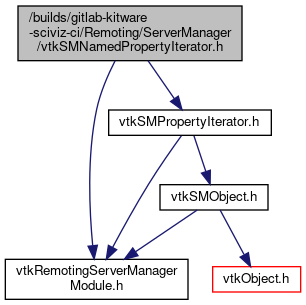 /builds/gitlab-kitware
-sciviz-ci/Remoting/ServerManager
/vtkSMNamedPropertyIterator.h
vtkSMPropertyIterator.h
vtkSMObject.h
vtkRemotingServerManager
Module.h
vtkObject.h